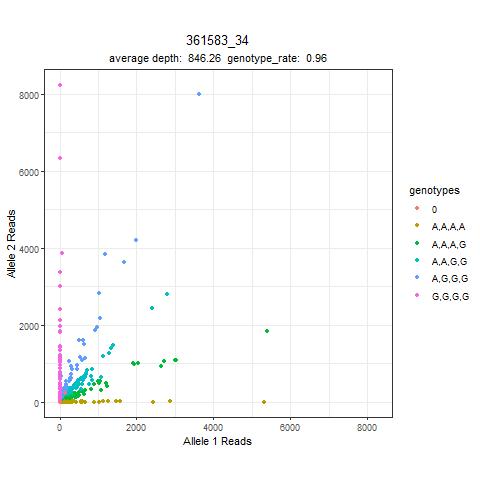 361583_34
average depth:  846.26  genotype_rate:  0.96
Allele 2 Reads
8000
6000
4000
2000
0
0
2000
4000
6000
8000
Allele 1 Reads
genotypes
0
A,A,A,A
A,A,A,G
A,A,G,G
A,G,G,G
G,G,G,G